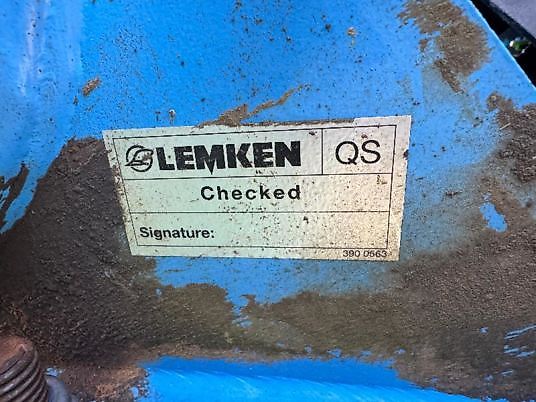 LEMKEN QS
Checked
Signature:
390 0563